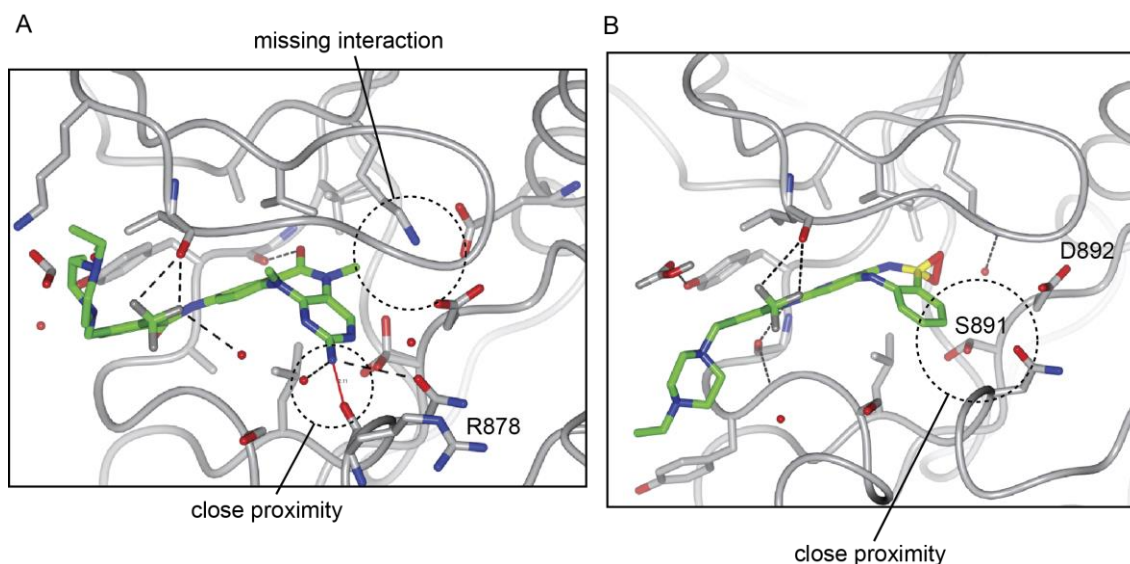 A
missing interaction
R878
close proximity
B
D892
S891
close proximity